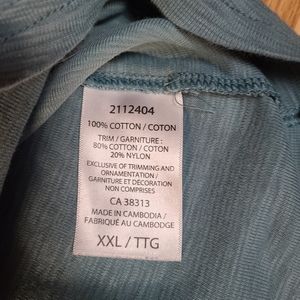 2112404
100% COTTON / COTON
TRIM / GARNITURE :
80% COTTON / COTON
20% NYLON
EXCLUSIVE OF TRIMMING AND
ORNAMENTATION /
GARNITURE ET DÉCORATION
NON COMPRISES
CA 38313
MADE IN CAMBODIA /
FABRIQUÉ AU CAMBODGE
XXL / TTG